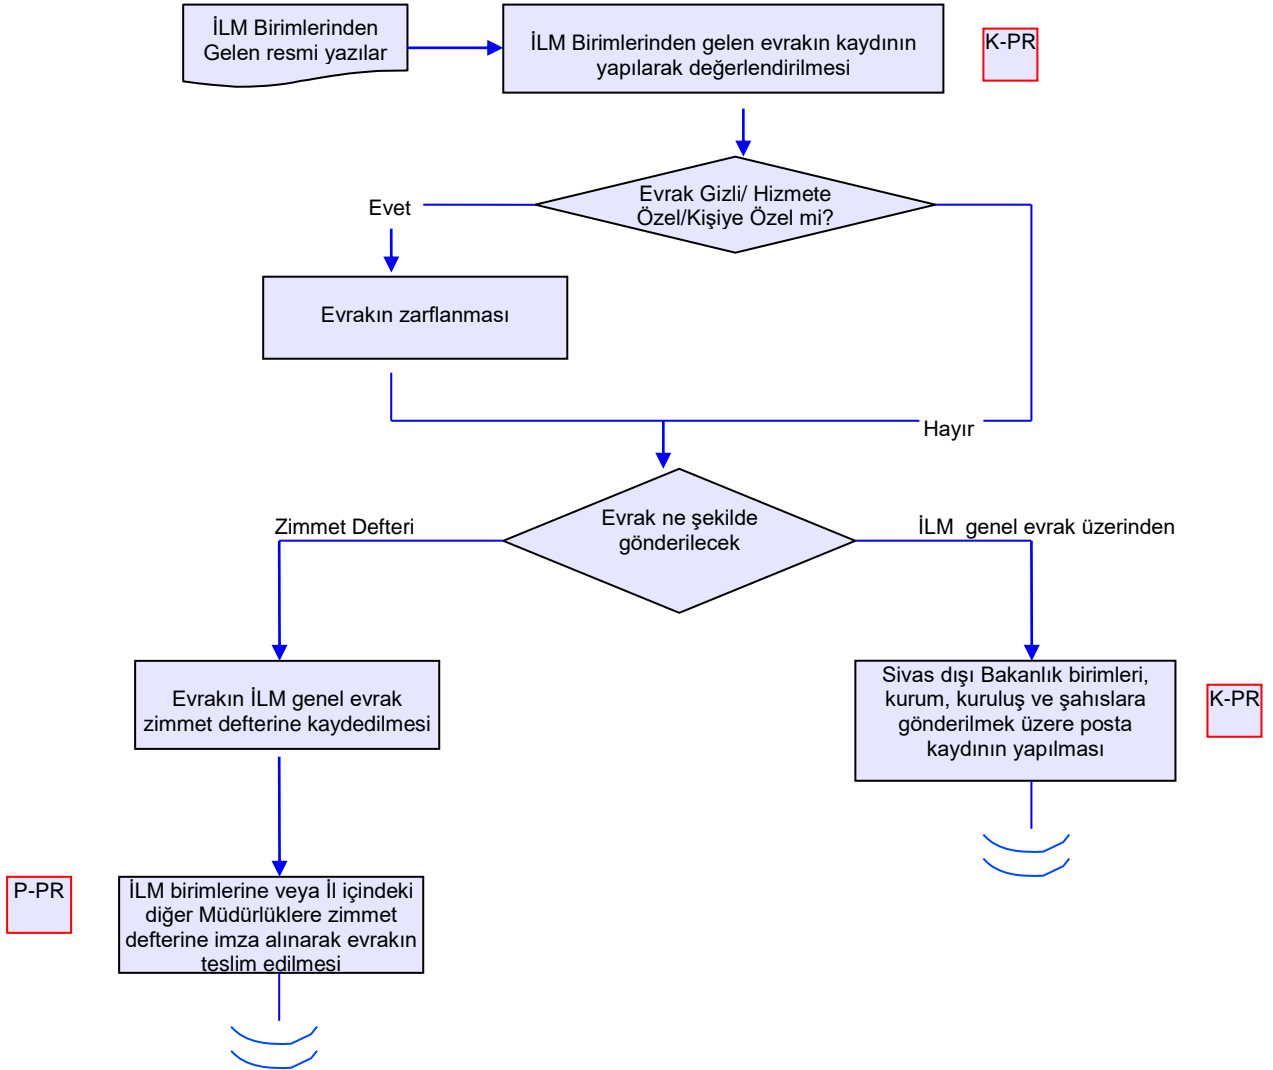 İLM Birimlerinden
Gelen resmi yazılar
İLM Birimlerinden gelen evrakın kaydının
yapılarak değerlendirilmesi
K-PR
Evrak Gizli/ Hizmete
Özel/Kişiye Özel mi?
Evet
Evrakın zarflanması
Hayır
Evrak ne şekilde
gönderilecek
Zimmet Defteri
İLM  genel evrak üzerinden
Evrakın İLM genel evrak
zimmet defterine kaydedilmesi
Sivas dışı Bakanlık birimleri,
kurum, kuruluş ve şahıslara
gönderilmek üzere posta
kaydının yapılması
K-PR
P-PR
İLM birimlerine veya İl içindeki
diğer Müdürlüklere zimmet
defterine imza alınarak evrakın
teslim edilmesi